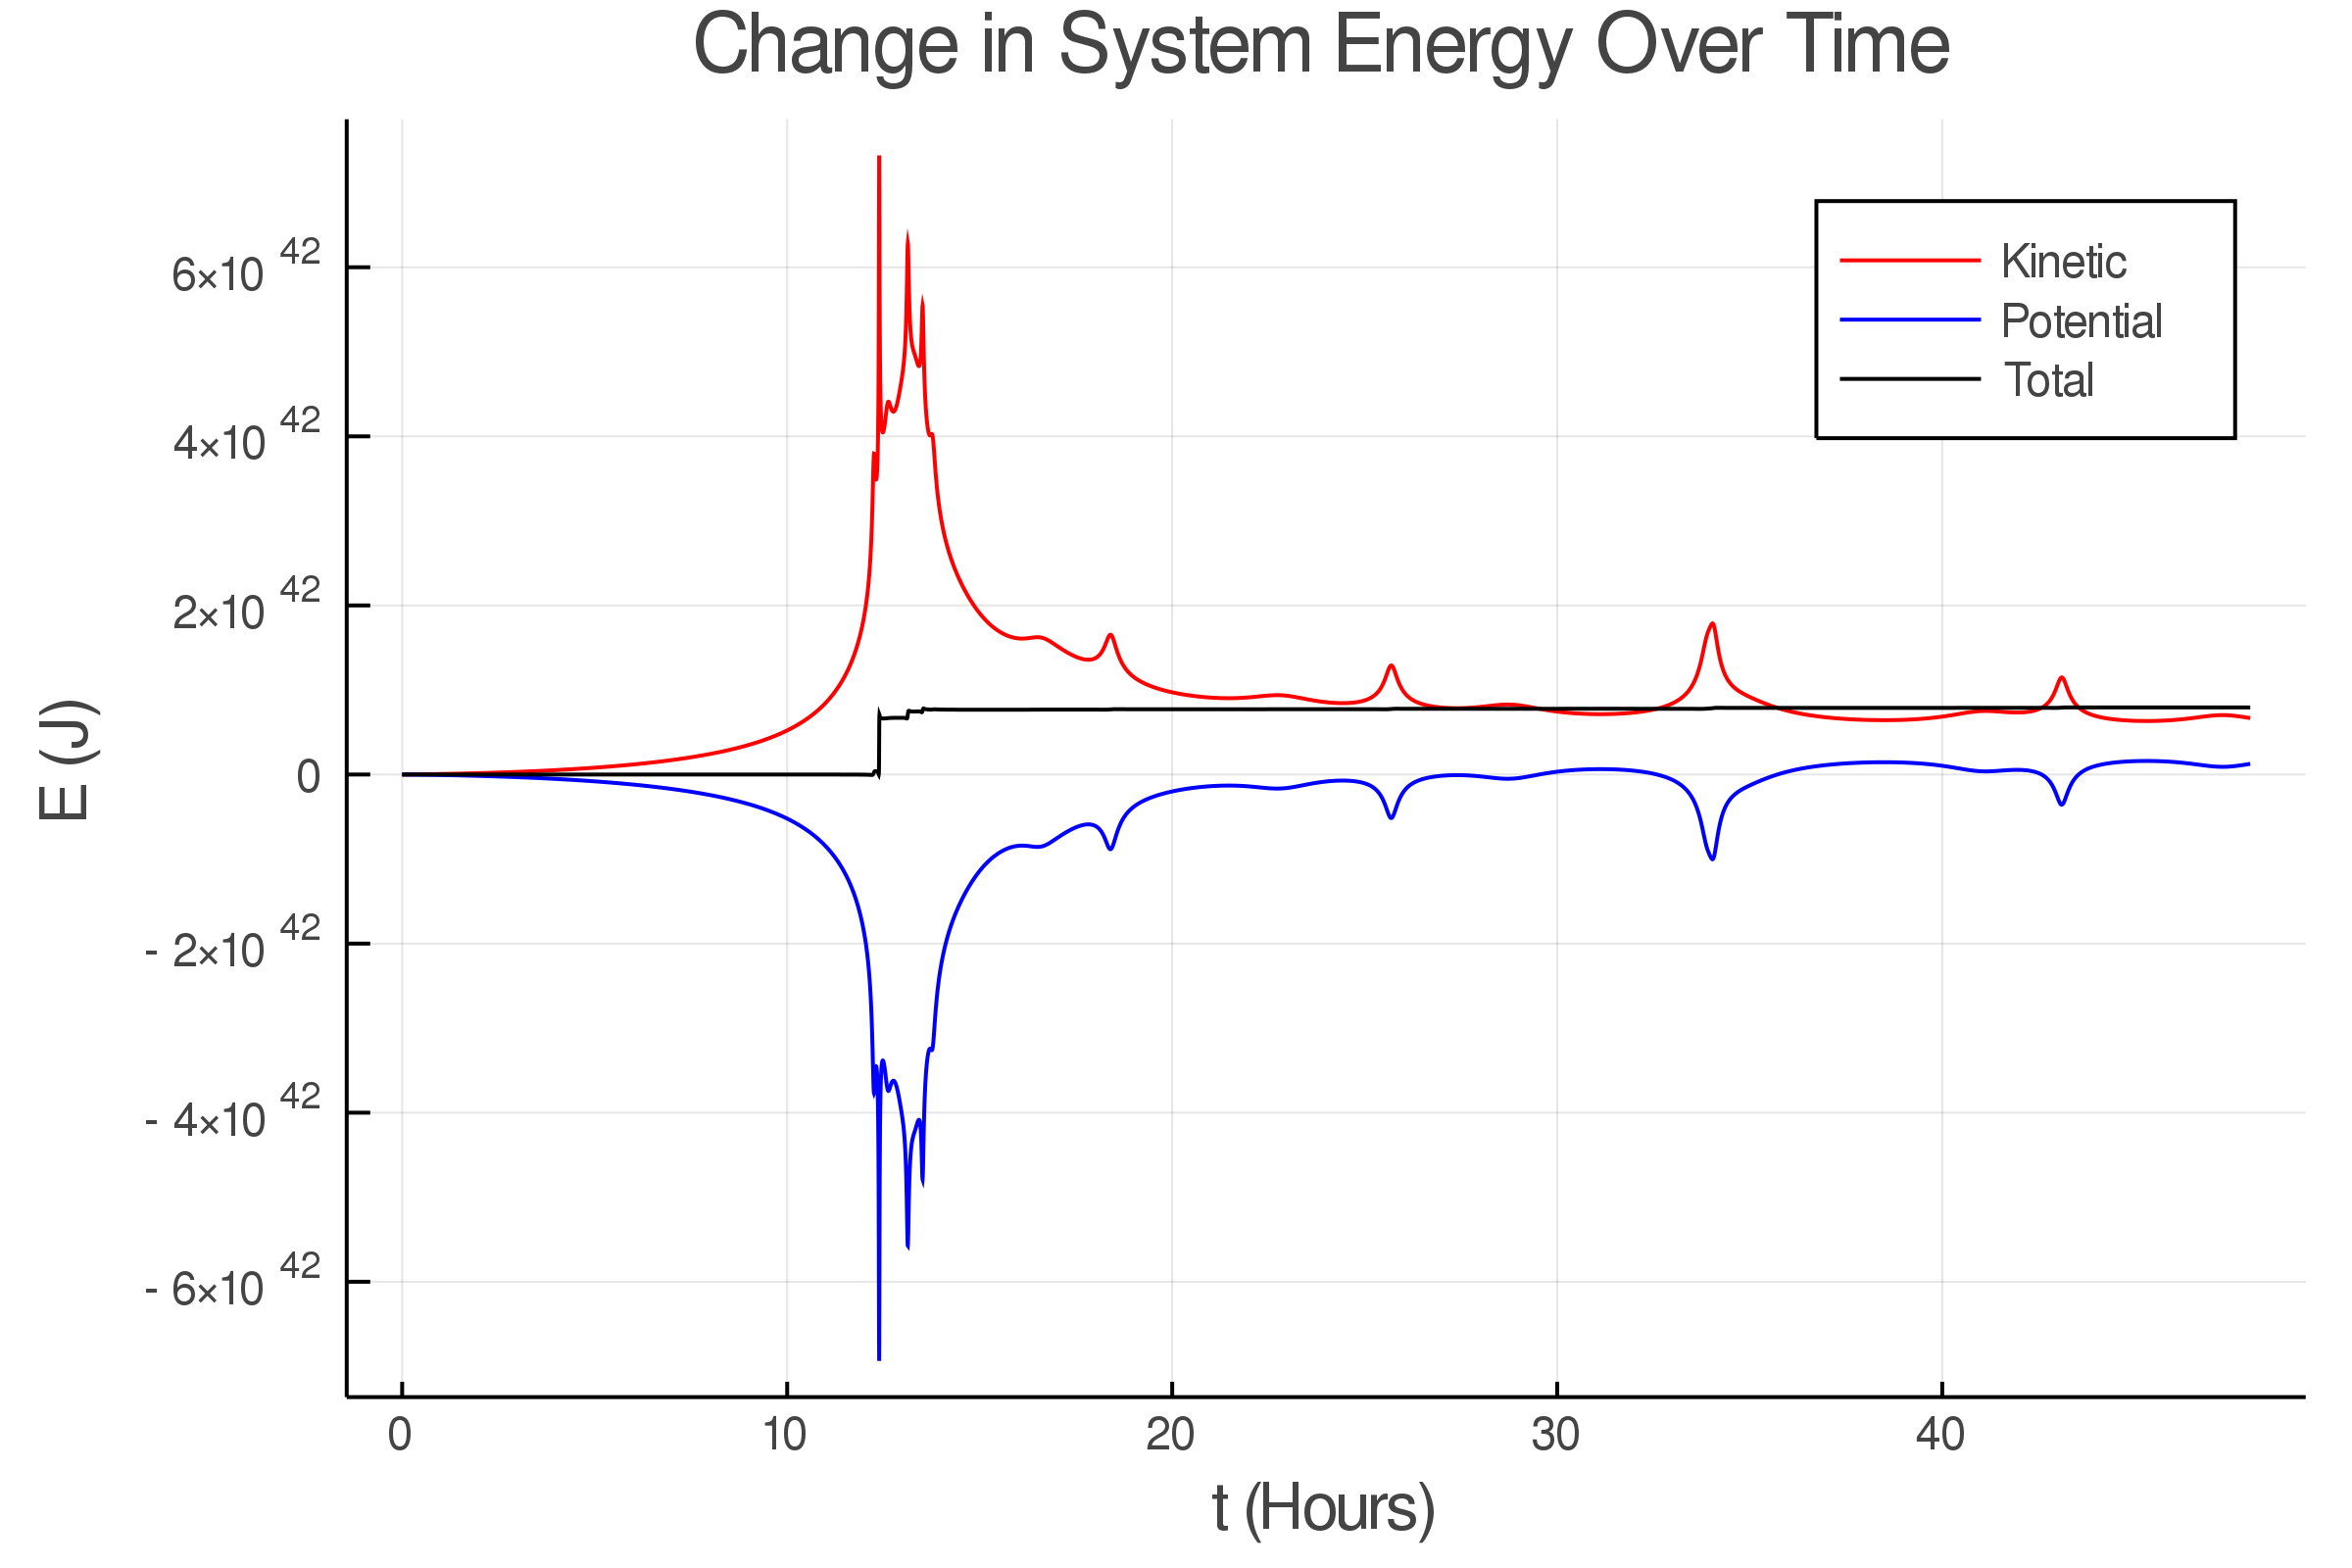 Change in System Energy Over Time
Kinetic
Potential
Total
6×10^42
4×10^42
2×10^42
0
- 2×10^42
- 4×10^42
- 6×10^42
E (J)
0 10 20 30 40
t (Hours)